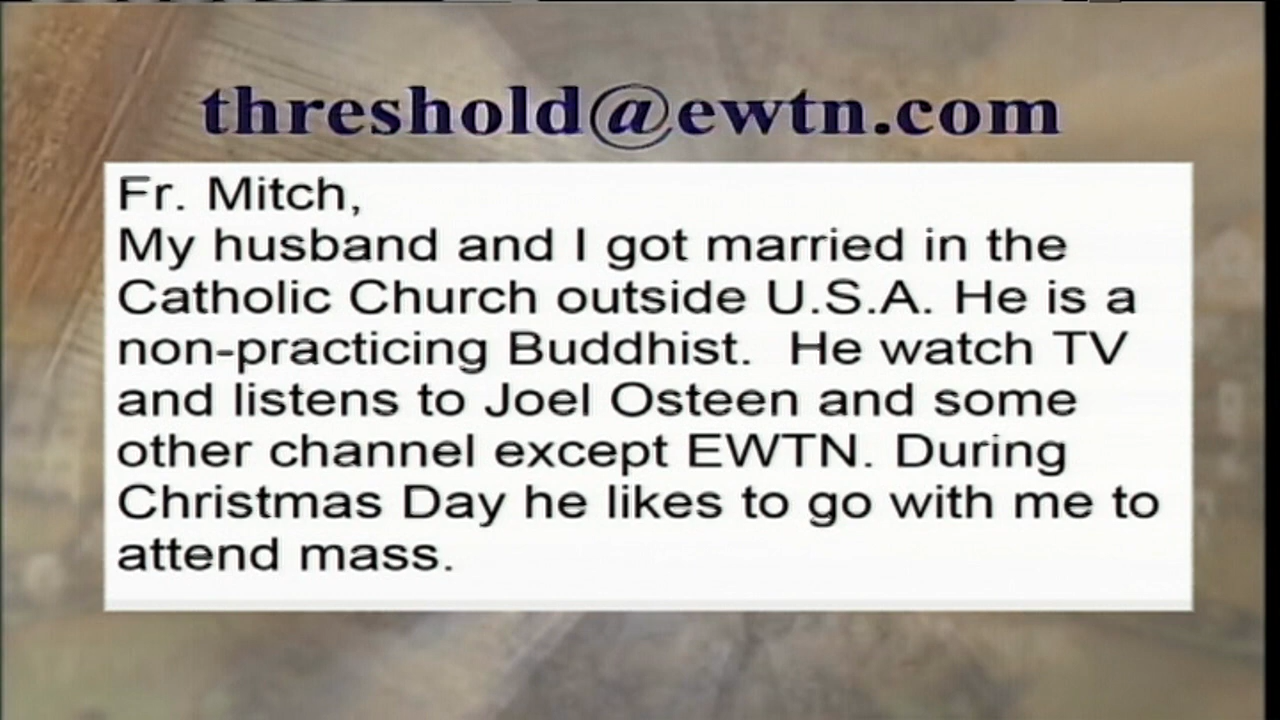 threshold@ewtn.com
Fr. Mitch,
My husband and I got married in the
Catholic Church outside U.S.A. He is a
non-practicing Buddhist.  He watch TV
and listens to Joel Osteen and some
other channel except EWTN. During
Christmas Day he likes to go with me to
attend mass.